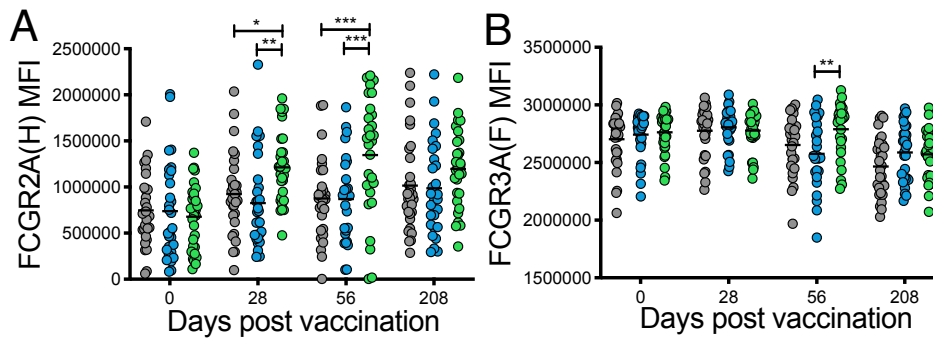 A
FCGR2A(H) MFI
2500000
2000000
1500000
1000000
500000
0
* 
**
***
***
0 28 56 208
Days post vaccination
B
FCGR3A(F) MFI
3500000
3000000
2500000
2000000
1500000
**
0 28 56 208
Days post vaccination